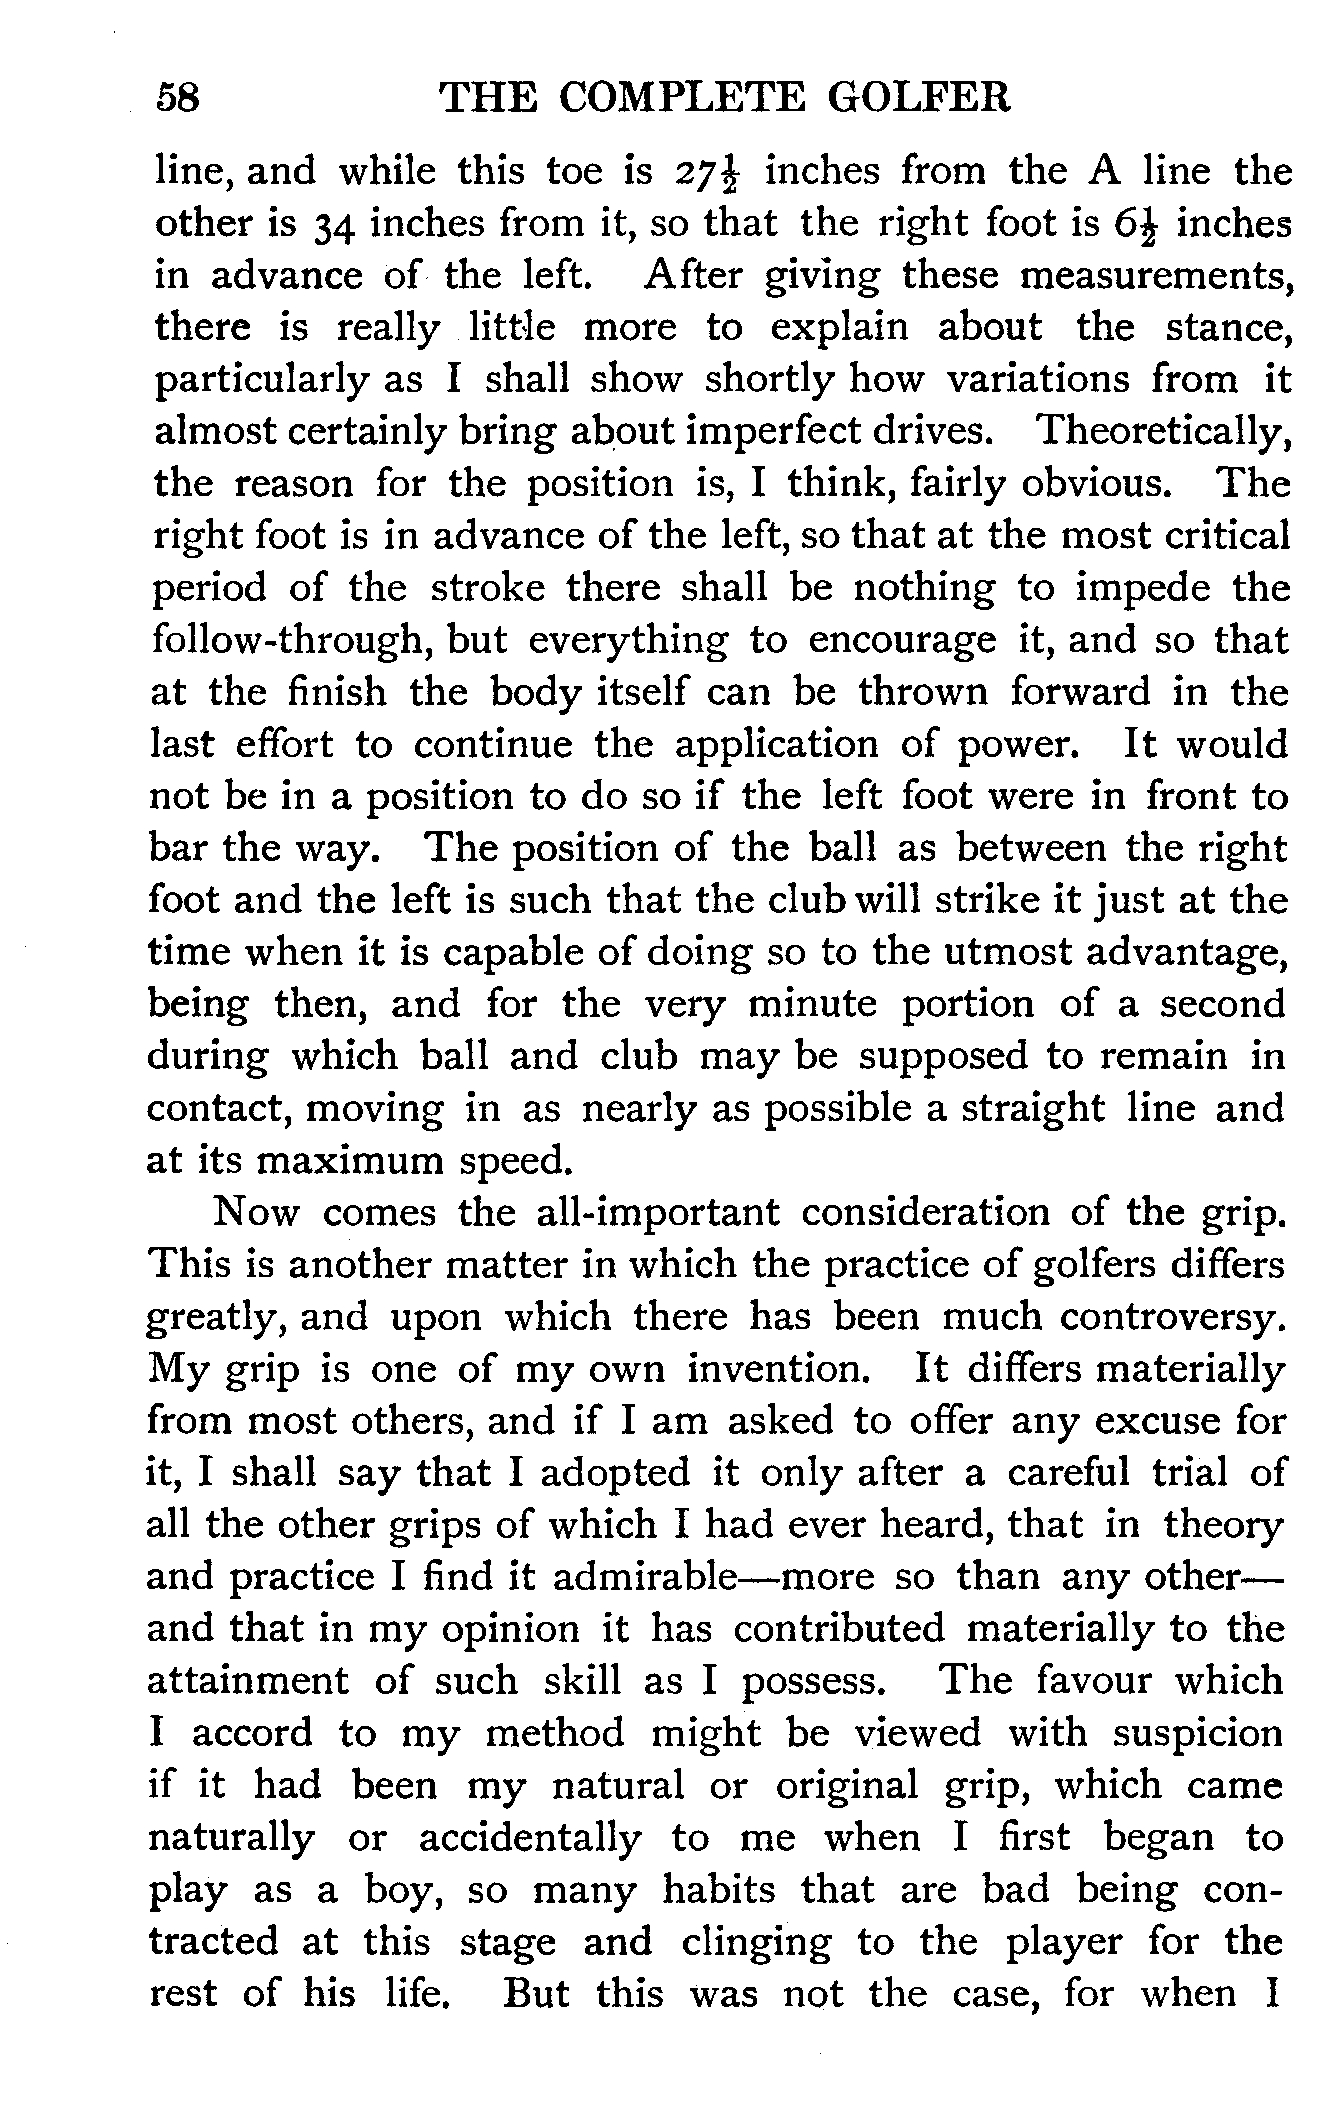 58 THE COMPLETE GOLFER
line, and while this toe is 27½ inches from the A line the
other is 34 inches from it, so that the right foot is 6½ inches
in advance of the left. After giving these measurements,
there is really little more to explain about the stance,
particularly as I shall show shortly how variations from it
almost certainly bring about imperfect drives. Theoretically,
the reason for the position is, I think, fairly obvious. The
right foot is in advance of the left, so that at the most critical
period of the stroke there shall be nothing to impede the
follow-through, but everything to encourage it, and so that
at the finish the body itself can be thrown forward in the
last effort to continue the application of power. It would
not be in a position to do so if the left foot were in front to
bar the way. The position of the ball as between the right
foot and the left is such that the club will strike it just at the
time when it is capable of doing so to the utmost advantage,
being then, and for the very minute portion of a second
during which ball and club may be supposed to remain in
contact, moving in as nearly as possible a straight line and
at its maximum speed.
Now comes the all-important consideration of the grip.
This is another matter in which the practice of golfers differs
greatly, and upon which there has been much controversy.
My grip is one of my own invention. It differs materially
from most others, and if I am asked to offer any excuse for
it, I shall say that I adopted it only after a careful trial of
all the other grips of which I had ever heard, that in theory
and practice I find it admirable—more so than any other—
and that in my opinion it has contributed materially to the
attainment of such skill as I possess. The favour which
I accord to my method might be viewed with suspicion
if it had been my natural or original grip, which came
naturally or accidentally to me when I first began to
play as a boy, so many habits that are bad being con-
tracted at this stage and clinging to the player for the
rest of his life. But this was not the case, for when I